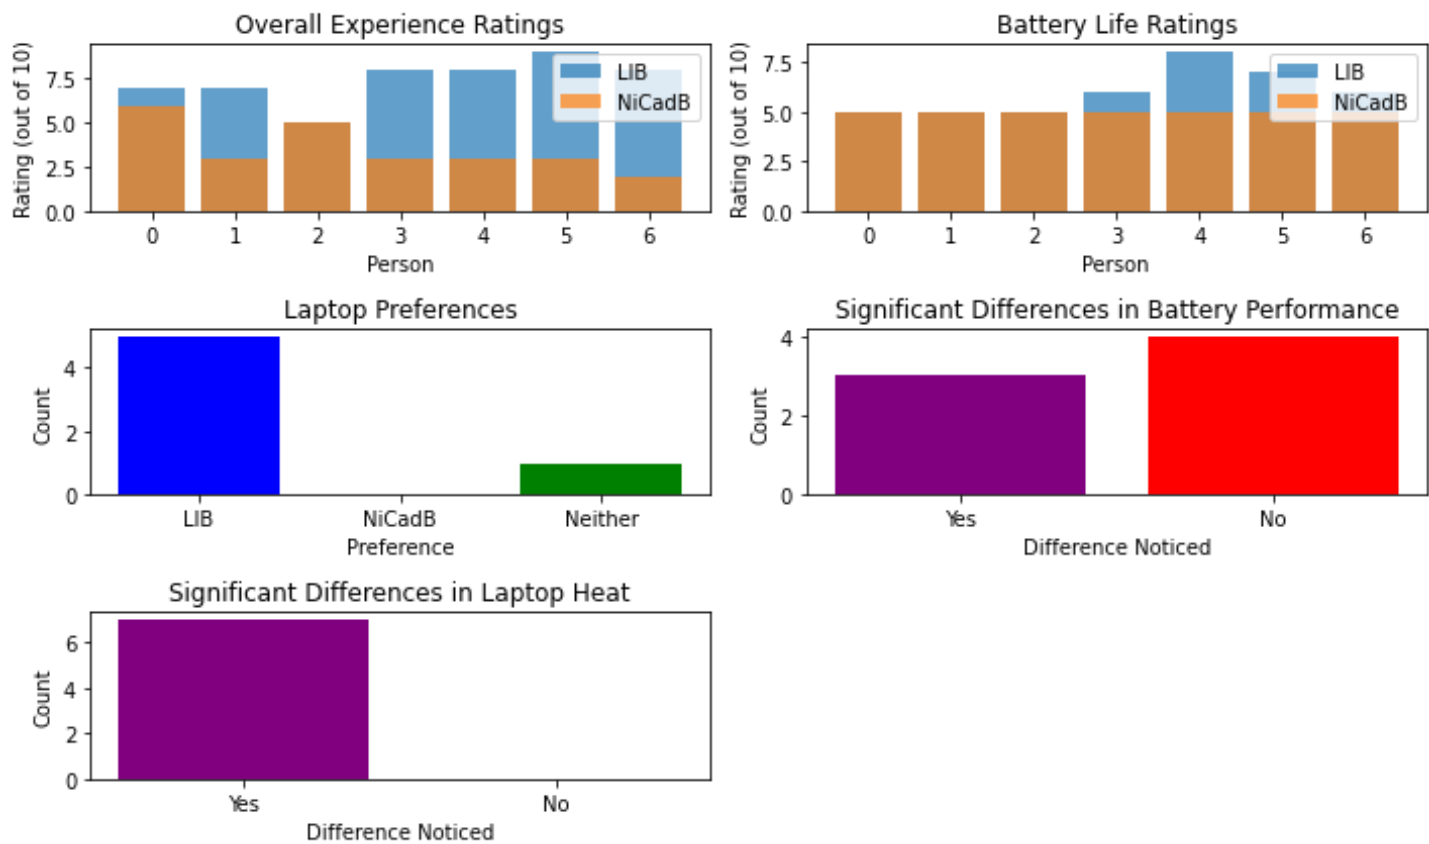 Overall Experience Ratings
Rating (out of 10)
7.5
5.0
2.5
0.0
LIB
NiCadB
0 1 2 3 4 5 6
Person
Battery Life Ratings
Rating (out of 10)
7.5
5.0
2.5
0.0
LIB
NiCadB
0 1 2 3 4 5 6
Person
Laptop Preferences
Count
4
2
0
LIB NiCadB Neither
Preference
Significant Differences in Battery Performance
Count
4
2
0
Yes No
Difference Noticed
Significant Differences in Laptop Heat
Count
6
4
2
0
Yes No
Difference Noticed